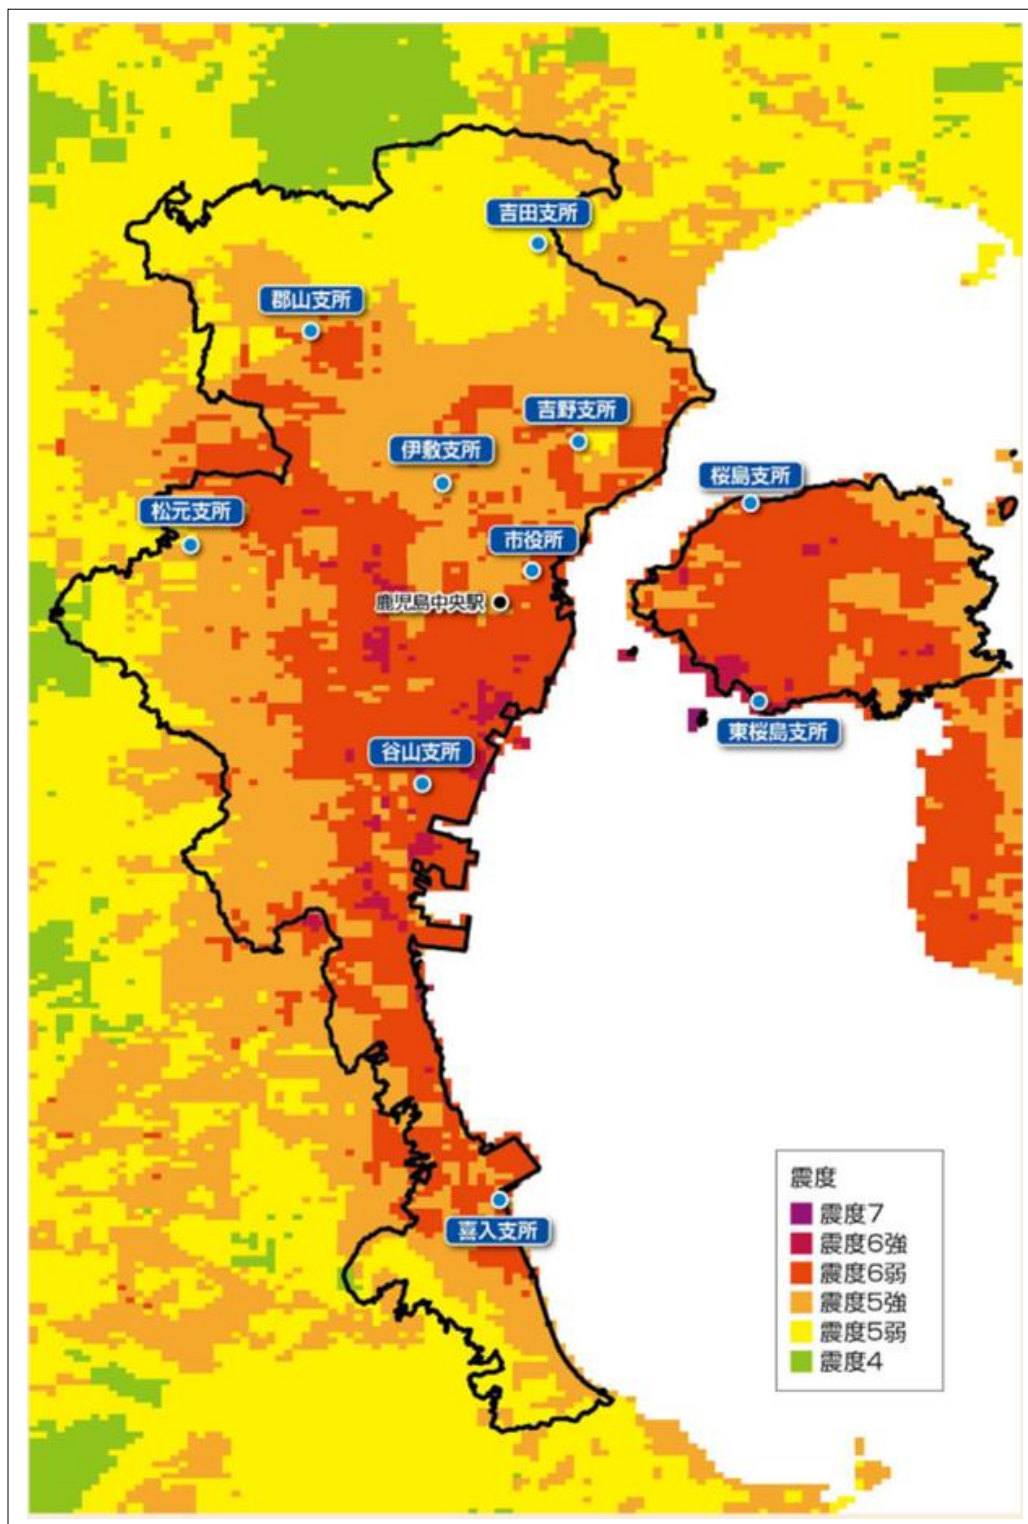 吉田支所
郡山支所
吉野支所
伊敷支所
桜島支所
松元支所
市役所
鹿児島中央駅
東桜島支所
谷山支所
喜入支所
震度
震度7
震度6強
震度6弱
震度5強
震度5弱
震度4